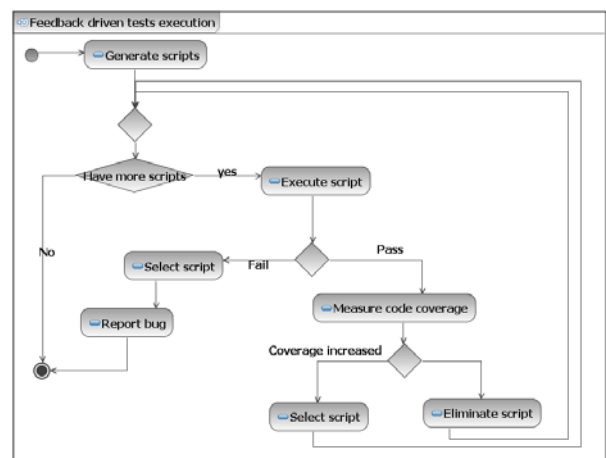 Feedback driven tests execution
Generate scripts
Have more scripts
yes
Execute script
No
Pass
Select script
Fail
Report bug
Measure code coverage
Coverage increased
Select script
Eliminate script